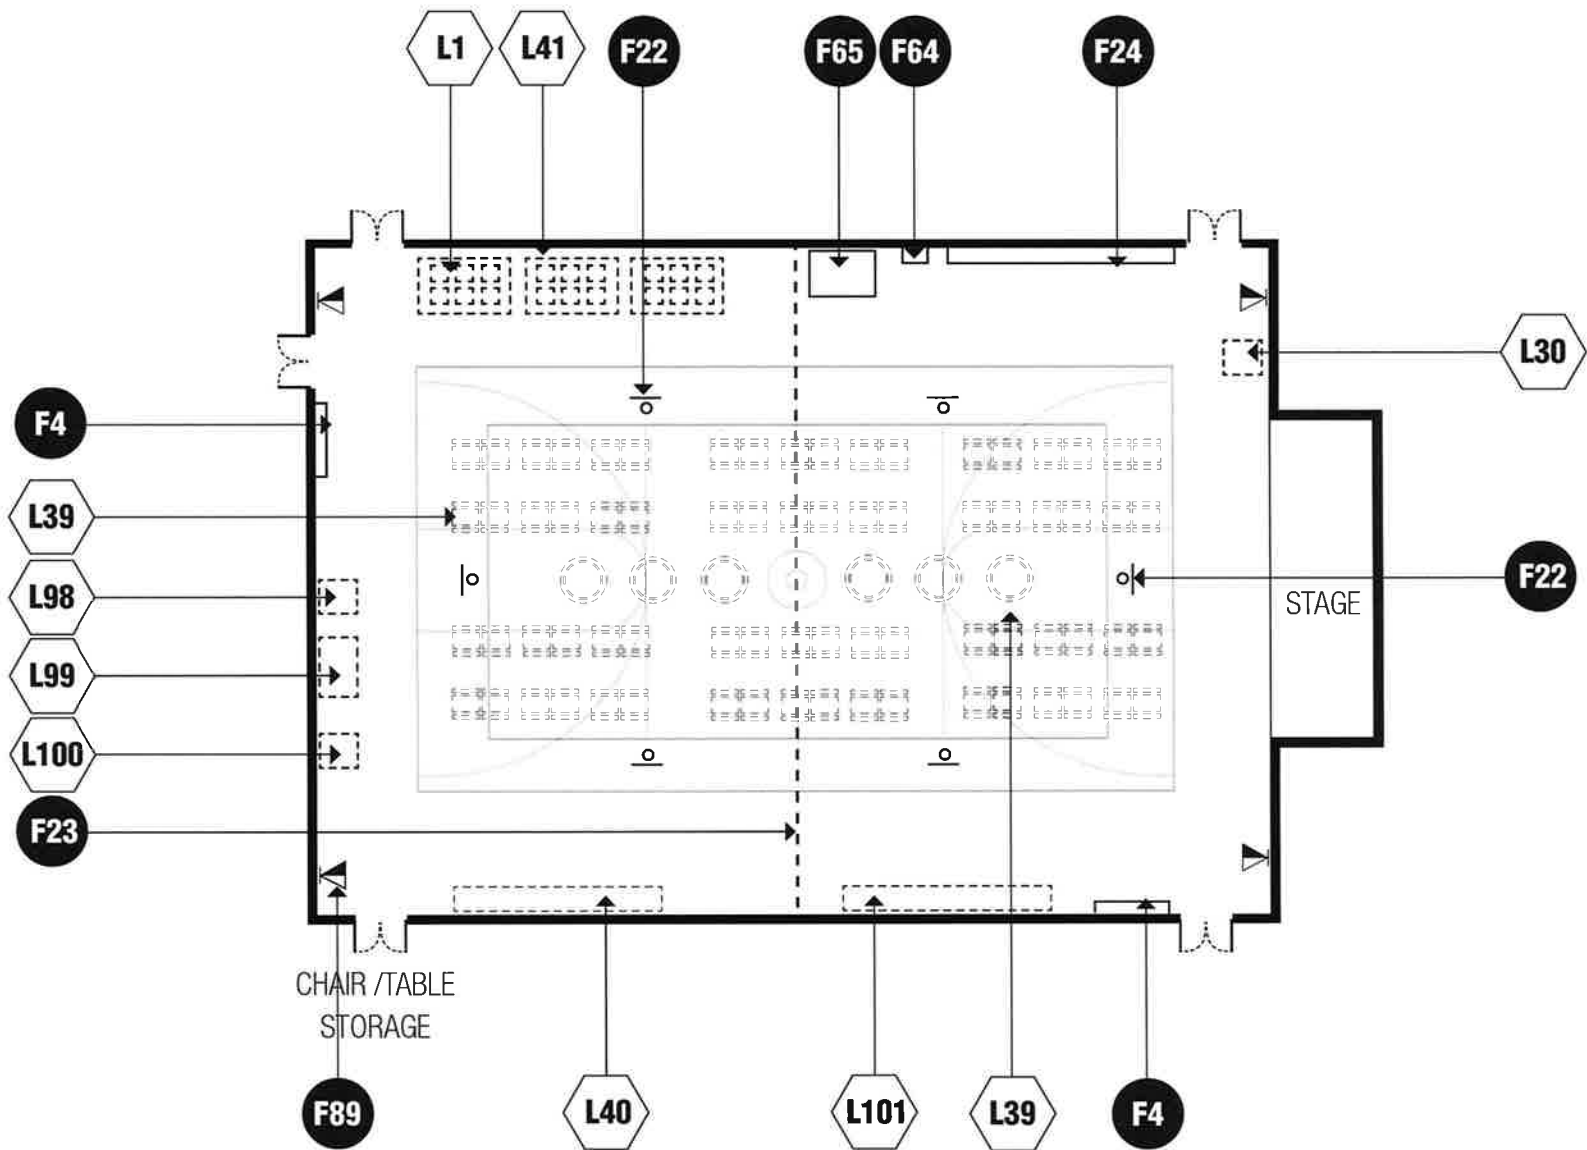 L1
L41
F22
F65
F64
F24
L30
F4
L39
L98
F22
STAGE
L99
L100
F23
CHAIR /TABLE
STORAGE
F89
L40
L101
L39
F4